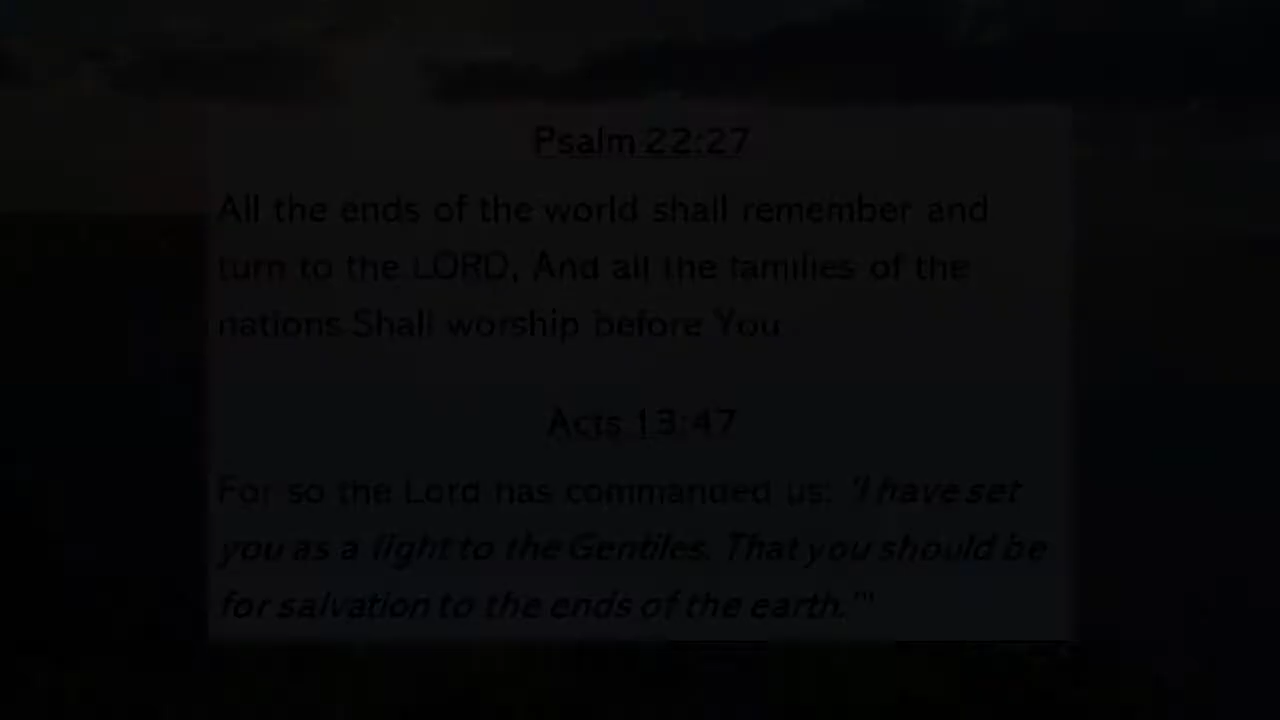 Psalm 22:27
All the ends of the world shall remember and
turn to the LORD, And all the families of the
nations Shall worship before You.
Acts 13:47
For so the Lord has commanded us: 'I have set
you as a light to the Gentiles, That you should be
for salvation to the ends of the earth.'"